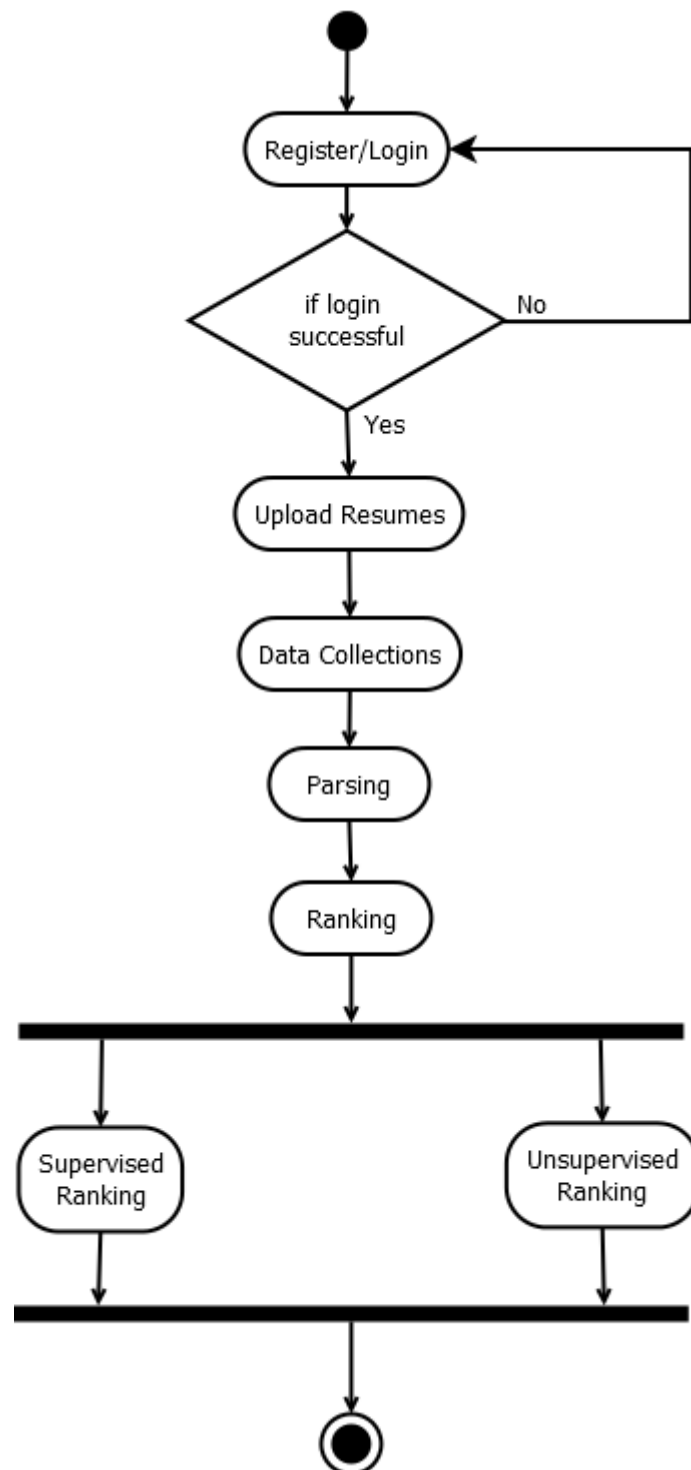 Register/Login
if login
successful
No
Yes
Upload Resumes
Data Collections
Parsing
Ranking
Supervised
Ranking
Unsupervised
Ranking